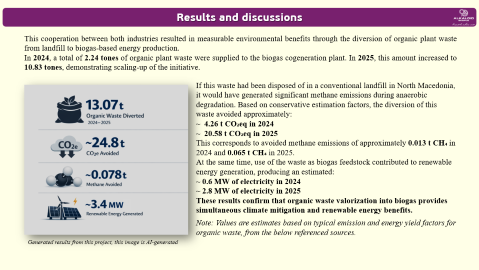 Results and discussions
ALKALOID
This cooperation between both industries resulted in measurable environmental benefits through the diversion of organic plant waste
from landfill to biogas-based energy production.
In 2024, a total of 2.24 tones of organic plant waste were supplied to the biogas cogeneration plant. In 2025, this amount increased to
10.83 tones, demonstrating scaling-up of the initiative.
13.07 t
Organic Waste Diverted
2024–2025
CO₂e
~24.8 t
CO₂e Avoided
~0.078 t
Methane Avoided
~3.4 MW
Renewable Energy Generated
Generated results from this project, this image is AI-generated
If this waste had been disposed of in a conventional landfill in North Macedonia,
it would have generated significant methane emissions during anaerobic
degradation. Based on conservative estimation factors, the diversion of this
waste avoided approximately:
~ 4.26 t CO₂eq in 2024
~ 20.58 t CO₂eq in 2025
This corresponds to avoided methane emissions of approximately 0.013 t CH₄ in
2024 and 0.065 t CH₄ in 2025.
At the same time, use of the waste as biogas feedstock contributed to renewable
energy generation, producing an estimated:
~ 0.6 MW of electricity in 2024
~ 2.8 MW of electricity in 2025
These results confirm that organic waste valorization into biogas provides
simultaneous climate mitigation and renewable energy benefits.
Note: Values are estimates based on typical emission and energy yield factors for
organic waste, from the below referenced sources.